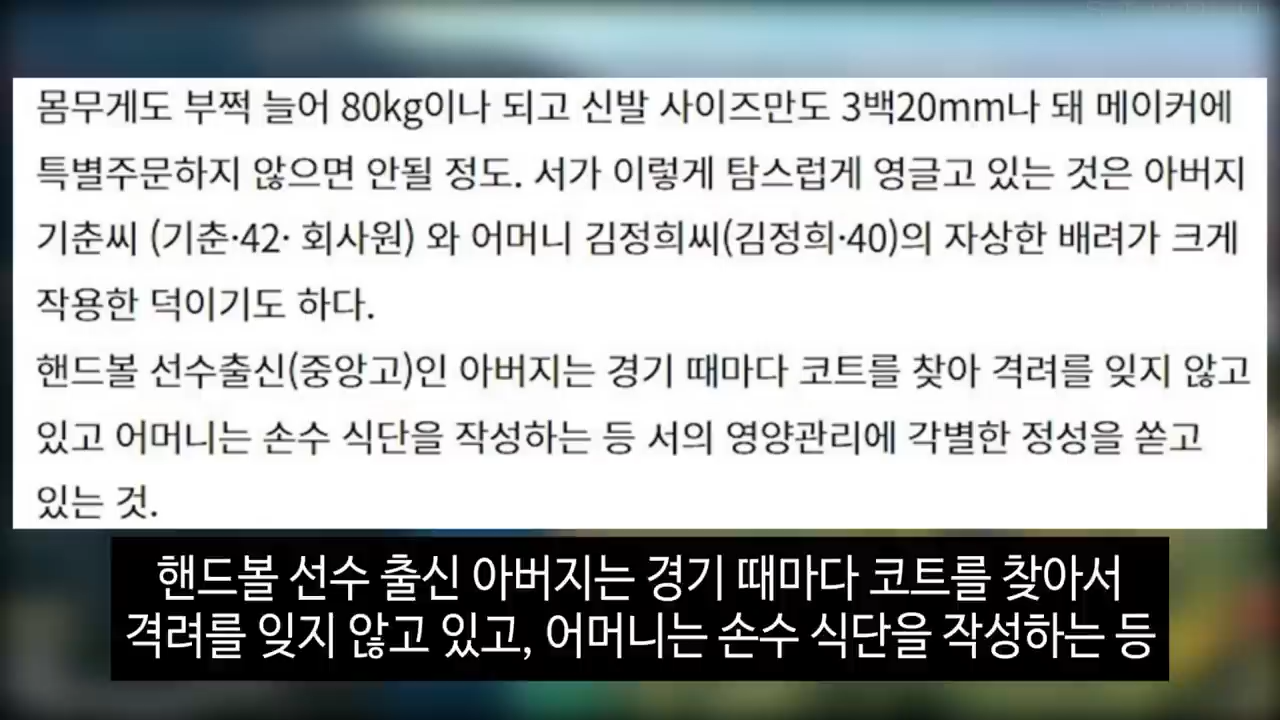 몸무게도 부쩍 늘어 80kg이나 되고 신발 사이즈만도 3백20mm나 돼 메이커에
특별주문하지 않으면 안될 정도. 서가 이렇게 탐스럽게 영글고 있는 것은 아버지
기춘씨 (기춘·42· 회사원) 와 어머니 김정희씨(김정희·40)의 자상한 배려가 크게
작용한 덕이기도 하다.
핸드볼 선수출신(중앙고)인 아버지는 경기 때마다 코트를 찾아 격려를 잊지 않고
있고 어머니는 손수 식단을 작성하는 등 서의 영양관리에 각별한 정성을 쏟고
있는 것.
핸드볼 선수 출신 아버지는 경기 때마다 코트를 찾아서
격려를 잊지 않고 있고, 어머니는 손수 식단을 작성하는 등